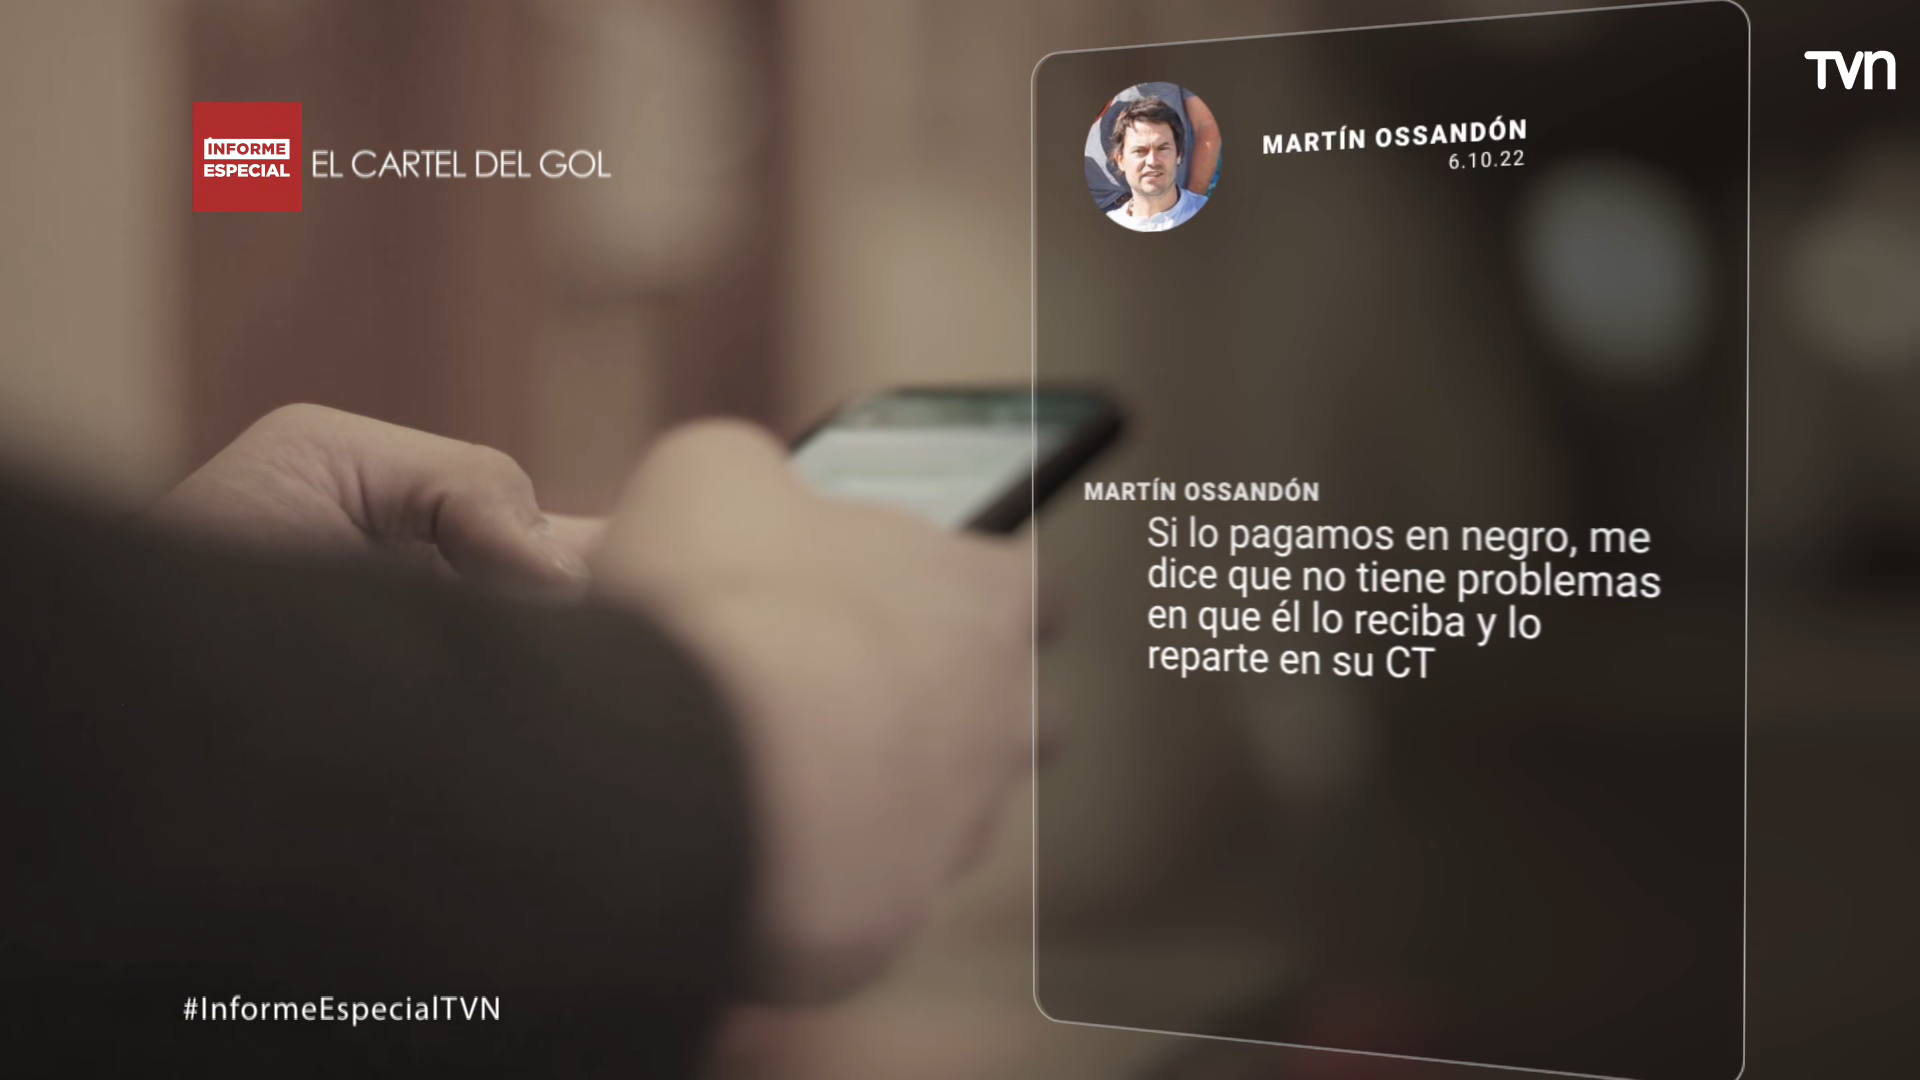 INFORME
ESPECIAL
EL CARTEL DEL GOL
TVN
MARTÍN OSSANDÓN
6.10.22
MARTÍN OSSANDÓN
Si lo pagamos en negro, me
dice que no tiene problemas
en que él lo reciba y lo
reparte en su CT
#InformeEspecialTVN